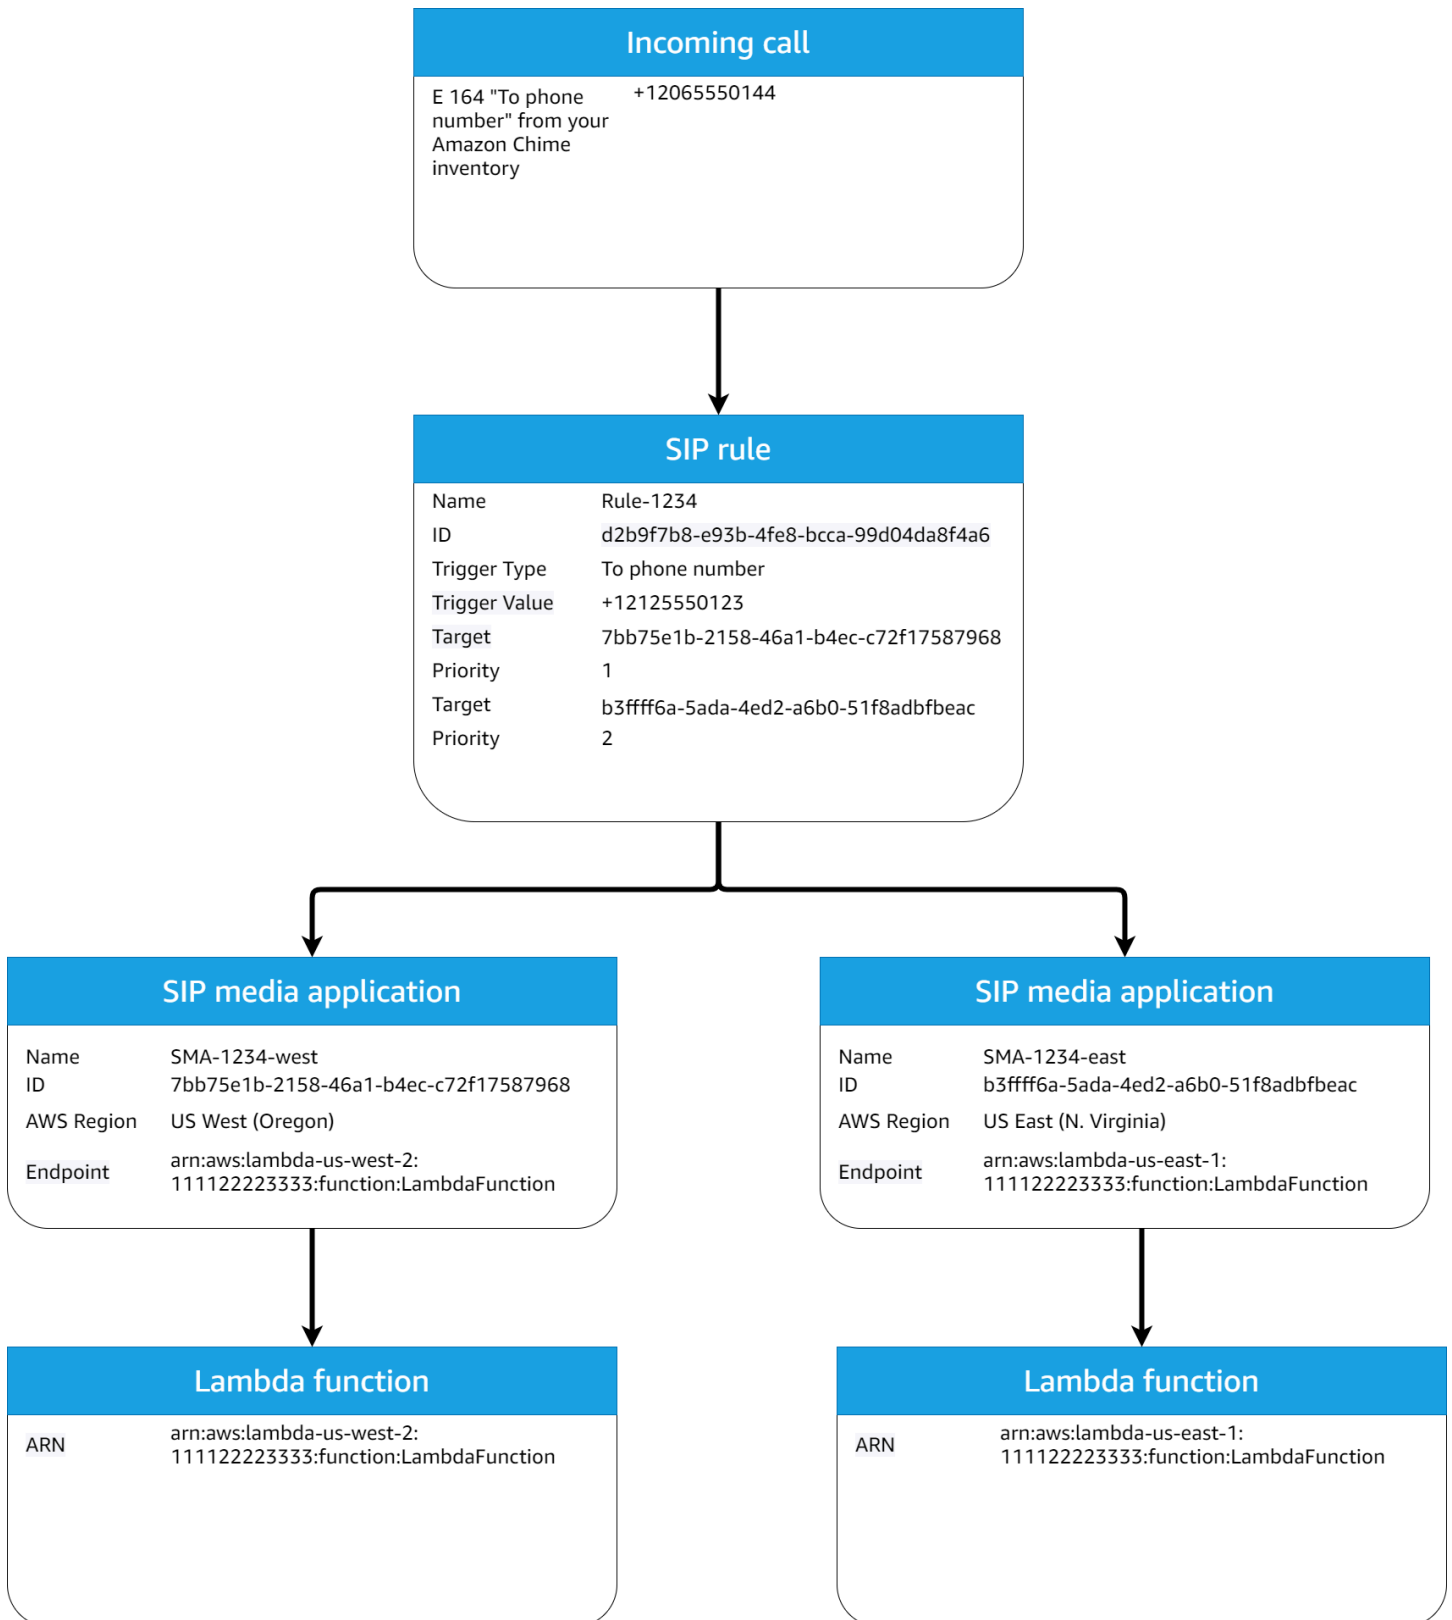 Incoming call
E 164 "To phone
number" from your
Amazon Chime
inventory
+12065550144
SIP rule
Name Rule-1234
ID d2b9f7b8-e93b-4fe8-bcca-99d04da8f4a6
Trigger Type To phone number
Trigger Value +12125550123
Target 7bb75e1b-2158-46a1-b4ec-c72f17587968
Priority 1
Target b3ffff6a-5ada-4ed2-a6b0-51f8adbfbeac
Priority 2
SIP media application
Name SMA-1234-west
ID 7bb75e1b-2158-46a1-b4ec-c72f17587968
AWS Region US West (Oregon)
Endpoint arn:aws:lambda-us-west-2:
111122223333:function:LambdaFunction
SIP media application
Name SMA-1234-east
ID b3ffff6a-5ada-4ed2-a6b0-51f8adbfbeac
AWS Region US East (N. Virginia)
Endpoint arn:aws:lambda-us-east-1:
111122223333:function:LambdaFunction
Lambda function
ARN arn:aws:lambda-us-west-2:
111122223333:function:LambdaFunction
Lambda function
ARN arn:aws:lambda-us-east-1:
111122223333:function:LambdaFunction